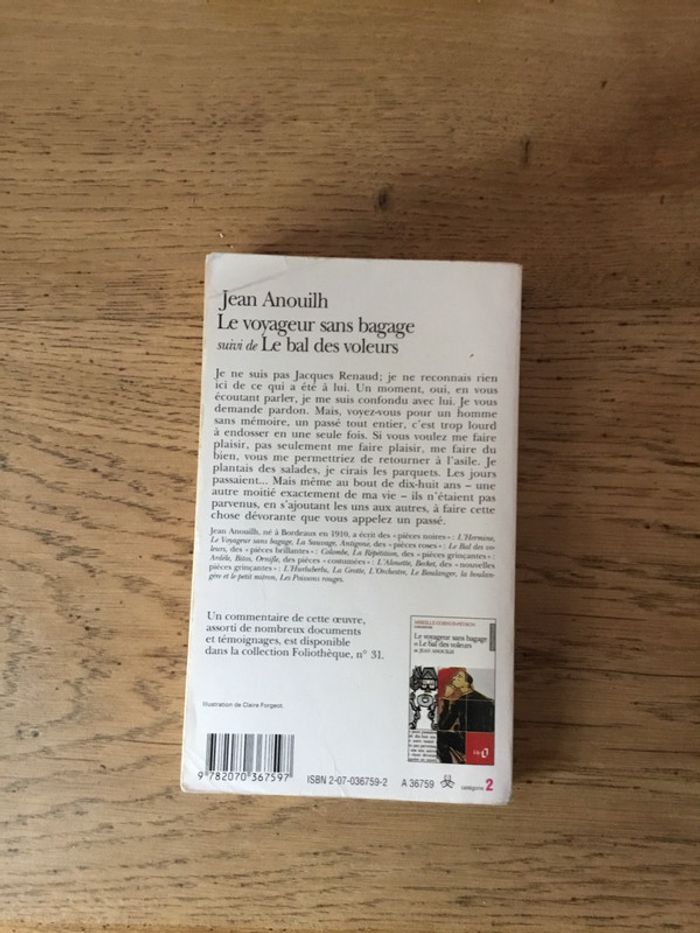 Jean Anouilh
Le voyageur sans bagage
suivi de Le bal des voleurs
Je ne suis pas Jacques Renaud; je ne reconnais rien
ici de ce qui a été à lui. Un moment, oui, en vous
écoutant parler, je me suis confondu avec lui. Je vous
demande pardon. Mais, voyez-vous pour un homme
sans mémoire, un passé tout entier, c'est trop lourd
à endosser en une seule fois. Si vous voulez me faire
plaisir, pas seulement me faire plaisir, me faire du
bien, vous me permettriez de retourner à l'asile. Je
plantais des salades, je cirais les parquets. Les jours
passaient... Mais même au bout de dix-huit ans – une
autre moitié exactement de ma vie – ils n'étaient pas
parvenus, en s'ajoutant les uns aux autres, à faire cette
chose dévorante que vous appelez un passé.
Jean Anouilh, né à Bordeaux en 1910, a écrit des «pièces noires» : L'Hermine,
Le Voyageur sans bagage, La Sauvage, Antigone, des «pièces roses» : Le Bal des vo-
leurs, des «pièces brillantes» : Colombe, La Répétition, des «pièces grinçantes» :
Ardèle, Bitos, Ornifle, des pièces «costumées» : L'Alouette, Becket, des «nouvelles
pièces grinçantes» : L'Hurluberlu, La Grotte, L'Orchestre, Le Boulanger, la boulan-
gère et le petit mitron, Les Poissons rouges.
Un commentaire de cette œuvre,
assorti de nombreux documents
et témoignages, est disponible
dans la collection Foliothèque, n° 31.
Le voyageur sans bagage
et Le bal des voleurs
de JEAN ANOUILH
Illustration de Claire Forgeot.
9 782070 367597
ISBN 2-07-036759-2
A 36759
catégorie 2